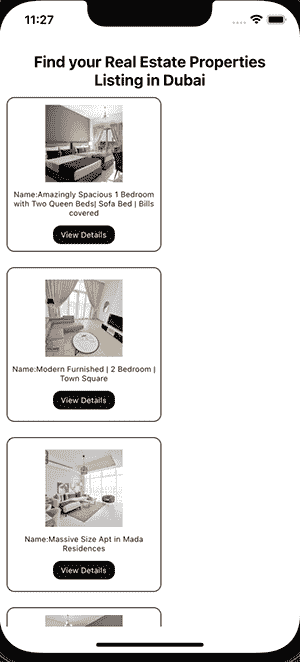 11:27
Find your Real Estate Properties
Listing in Dubai
Name:Amazingly Spacious 1 Bedroom
with Two Queen Beds| Sofa Bed | Bills
covered
View Details
Name:Modern Furnished | 2 Bedroom |
Town Square
View Details
Name:Massive Size Apt in Mada
Residences
View Details